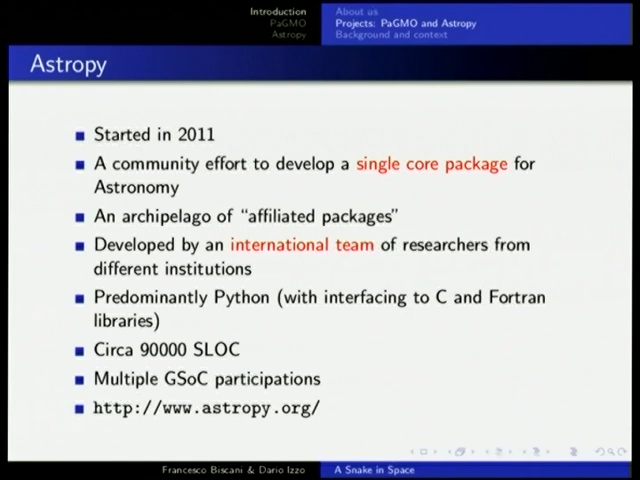 Introduction
PaGMO
Astropy
About us
Projects: PaGMO and Astropy
Background and context
Astropy
Started in 2011
A community effort to develop a single core package for
Astronomy
An archipelago of “affiliated packages”
Developed by an international team of researchers from
different institutions
Predominantly Python (with interfacing to C and Fortran
libraries)
Circa 90000 SLOC
Multiple GSoC participations
http://www.astropy.org/
Francesco Biscani & Dario Izzo
A Snake in Space